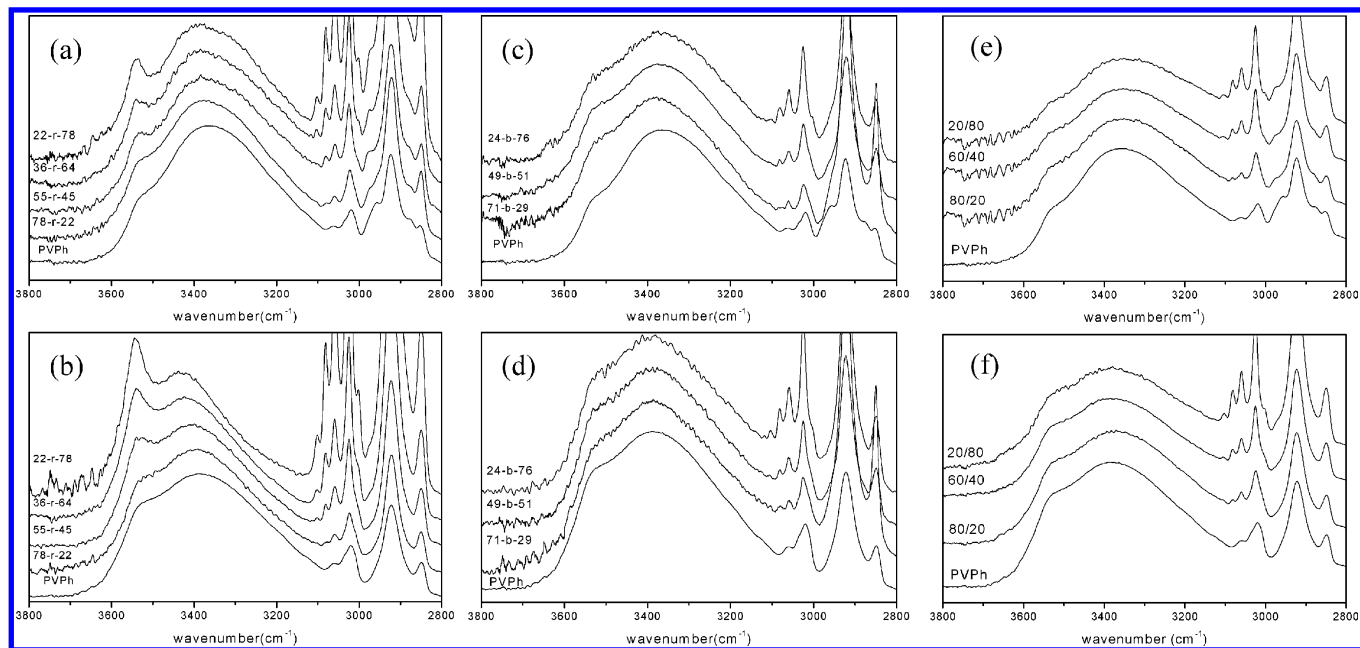 (a)
22-r-78
36-r-64
55-r-45
78-r-22
PVPh
3800 3600 3400 3200 3000 2800
wavenumber(cm⁻¹)
(c)
24-b-76
49-b-51
71-b-29
PVPh
3800 3600 3400 3200 3000 2800
wavenumber(cm⁻¹)
(e)
20/80
60/40
80/20
PVPh
3800 3600 3400 3200 3000 2800
wavenumber(cm⁻¹)
(b)
22-r-78
36-r-64
55-r-45
78-r-22
PVPh
3800 3600 3400 3200 3000 2800
wavenumber(cm⁻¹)
(d)
24-b-76
49-b-51
71-b-29
PVPh
3800 3600 3400 3200 3000 2800
wavenumber(cm⁻¹)
(f)
20/80
60/40
80/20
PVPh
3800 3600 3400 3200 3000 2800
wavenumber (cm⁻¹)